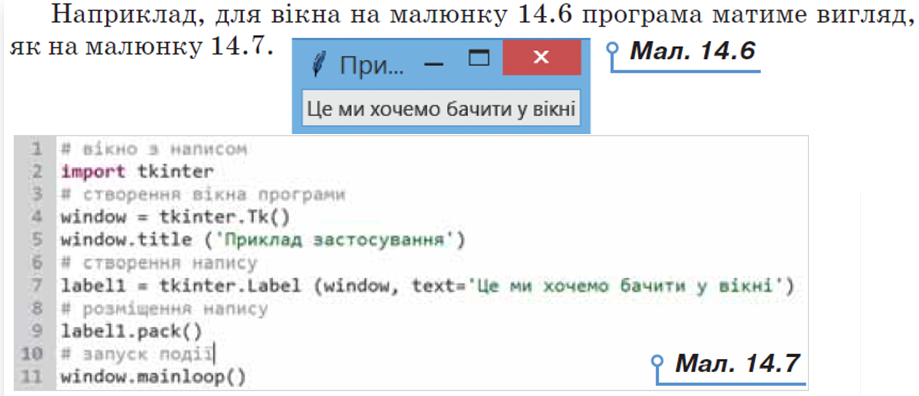 Наприклад, для вікна на малюнку 14.6 програма матиме вигляд,
як на малюнку 14.7.
При...
Мал. 14.6
Це ми хочемо бачити у вікні
1 # вікно з написом
2 import tkinter
3 # створення вікна програми
4 window = tkinter.Tk()
5 window.title ('Приклад застосування')
6 # створення напису
7 label1 = tkinter.Label (window, text='Це ми хочемо бачити у вікні')
8 # розміщення напису
9 label1.pack()
10 # запуск події
11 window.mainloop()
Мал. 14.7